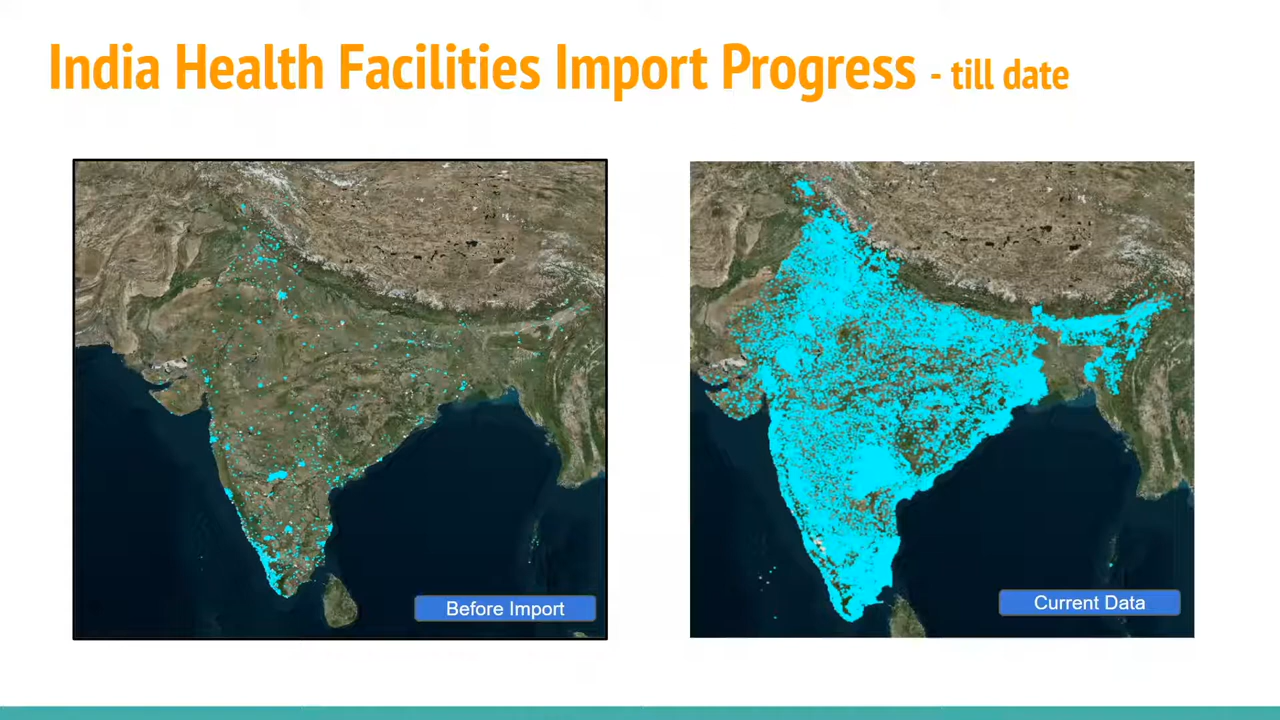 India Health Facilities Import Progress - till date
Before Import
Current Data